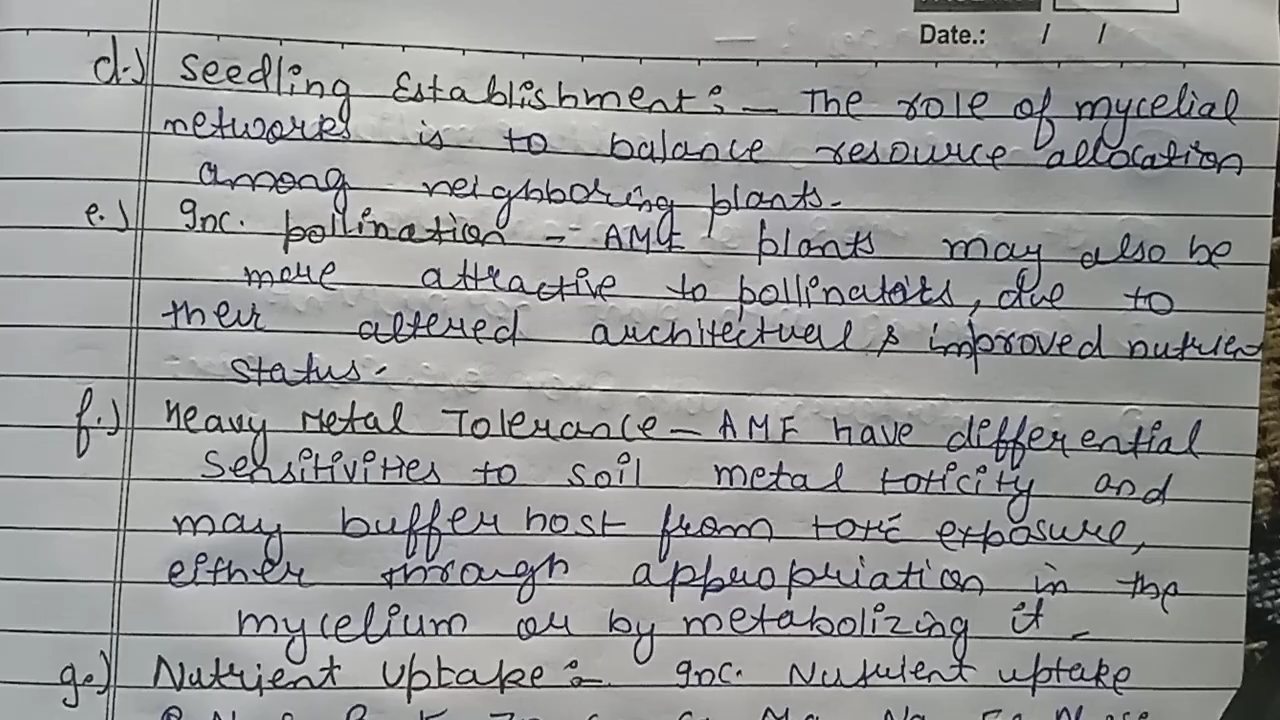 Date.: / /
d.) Seedling Establishment :- The role of mycelial
networks is to balance resource allocation
among neighboring plants.
e.) Inc. pollination - AMF plants may also be
more attractive to pollinators, due to
their altered architectuel & improved nutrient
status.
f.) Heavy Metal Tolerance - AMF have differential
sensitivities to soil metal toxicity and
may buffer host from toxic exposure,
either through appropriation in the
mycelium or by metabolizing it.
g.) Nutrient Uptake :- Inc. Nutrient uptake